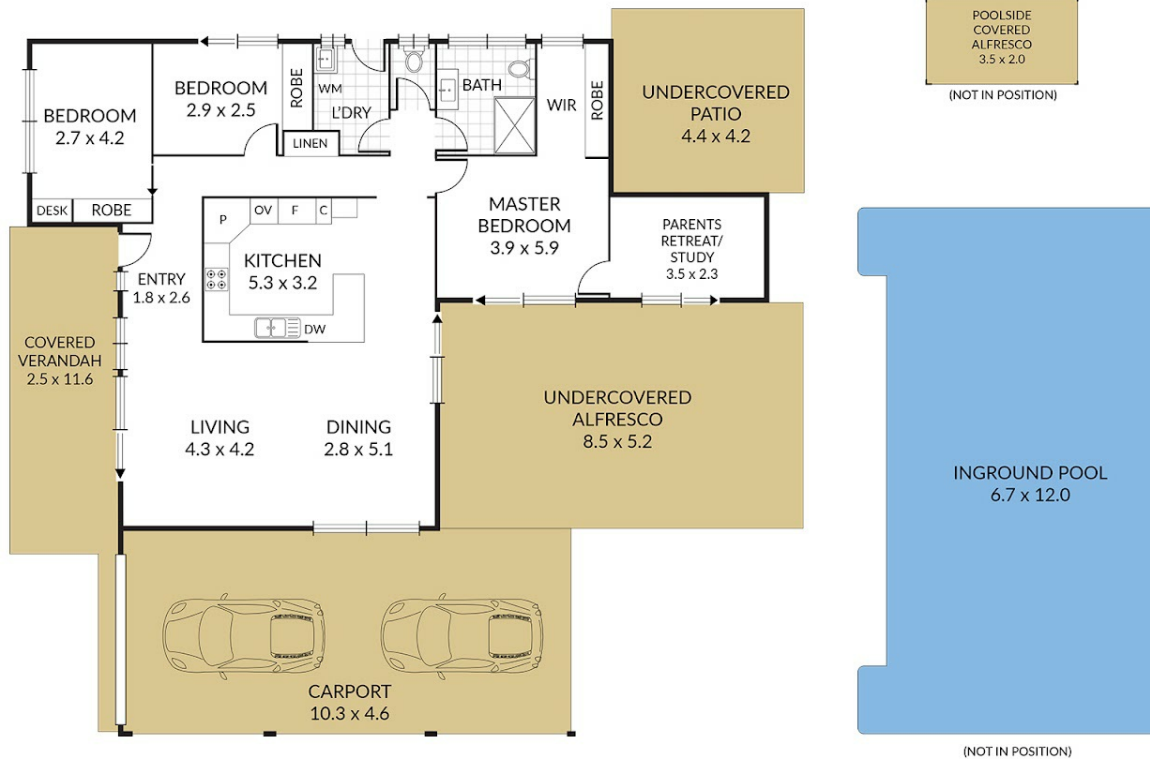 POOLSIDE
COVERED
ALFRESCO
3.5 x 2.0
(NOT IN POSITION)
BEDROOM
2.7 x 4.2
DESK
ROBE
BEDROOM
2.9 x 2.5
ROBE
LINEN
WM
L'DRY
BATH
WIR
ROBE
UNDERCOVERED
PATIO
4.4 x 4.2
MASTER
BEDROOM
3.9 x 5.9
PARENTS
RETREAT/
STUDY
3.5 x 2.3
P
OV
F
C
KITCHEN
5.3 x 3.2
DW
ENTRY
1.8 x 2.6
COVERED
VERANDAH
2.5 x 11.6
LIVING
4.3 x 4.2
DINING
2.8 x 5.1
UNDERCOVERED
ALFRESCO
8.5 x 5.2
INGROUND POOL
6.7 x 12.0
(NOT IN POSITION)
CARPORT
10.3 x 4.6